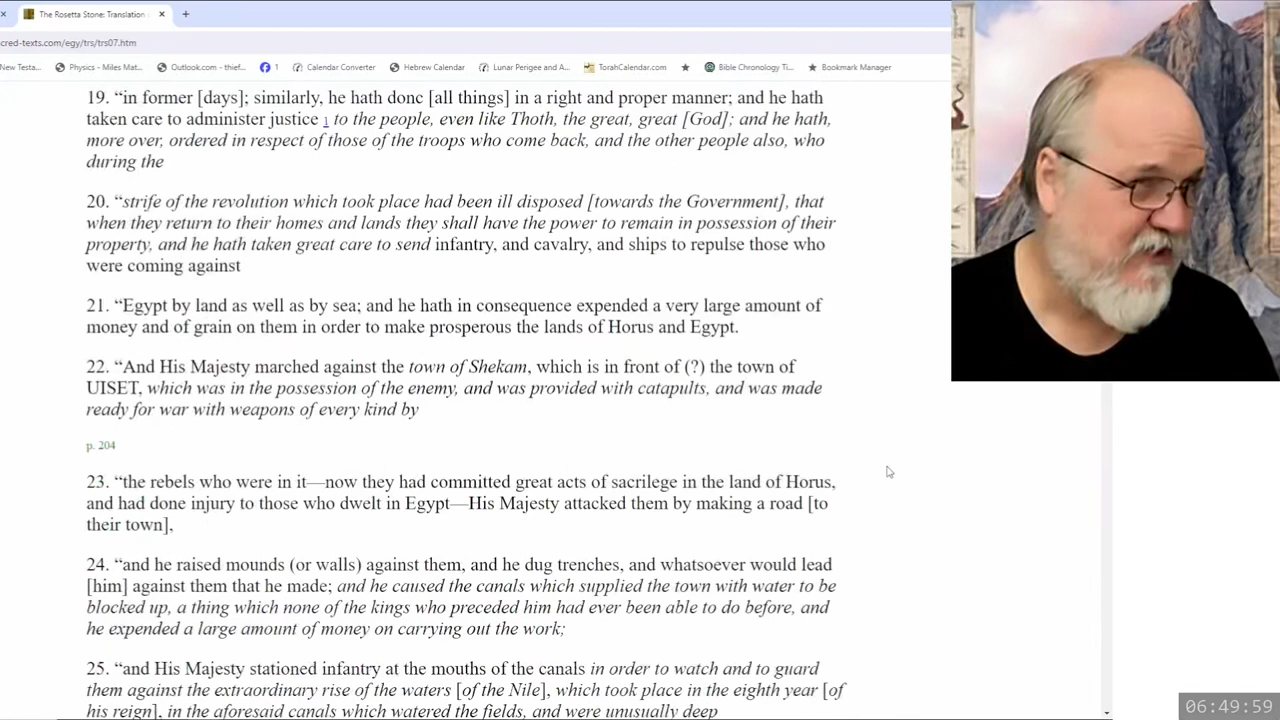 The Rosetta Stone: Translation
cred-texts.com/egy/trs/trs07.htm
New Testa...
Physics - Miles Mat...
Outlook.com - thief...
1
Calendar Converter
Hebrew Calendar
Lunar Perigee and A...
TorahCalendar.com
Bible Chronology Ti...
Bookmark Manager
19. “in former [days]; similarly, he hath donc [all things] in a right and proper manner; and he hath
taken care to administer justice 1 to the people, even like Thoth, the great, great [God]; and he hath,
more over, ordered in respect of those of the troops who come back, and the other people also, who
during the
20. “strife of the revolution which took place had been ill disposed [towards the Government], that
when they return to their homes and lands they shall have the power to remain in possession of their
property, and he hath taken great care to send infantry, and cavalry, and ships to repulse those who
were coming against
21. “Egypt by land as well as by sea; and he hath in consequence expended a very large amount of
money and of grain on them in order to make prosperous the lands of Horus and Egypt.
22. “And His Majesty marched against the town of Shekam, which is in front of (?) the town of
UISET, which was in the possession of the enemy, and was provided with catapults, and was made
ready for war with weapons of every kind by
p. 204
23. “the rebels who were in it—now they had committed great acts of sacrilege in the land of Horus,
and had done injury to those who dwelt in Egypt—His Majesty attacked them by making a road [to
their town],
24. “and he raised mounds (or walls) against them, and he dug trenches, and whatsoever would lead
[him] against them that he made; and he caused the canals which supplied the town with water to be
blocked up, a thing which none of the kings who preceded him had ever been able to do before, and
he expended a large amount of money on carrying out the work;
25. “and His Majesty stationed infantry at the mouths of the canals in order to watch and to guard
them against the extraordinary rise of the waters [of the Nile], which took place in the eighth year [of
his reign], in the aforesaid canals which watered the fields, and were unusually deep
06:49:59